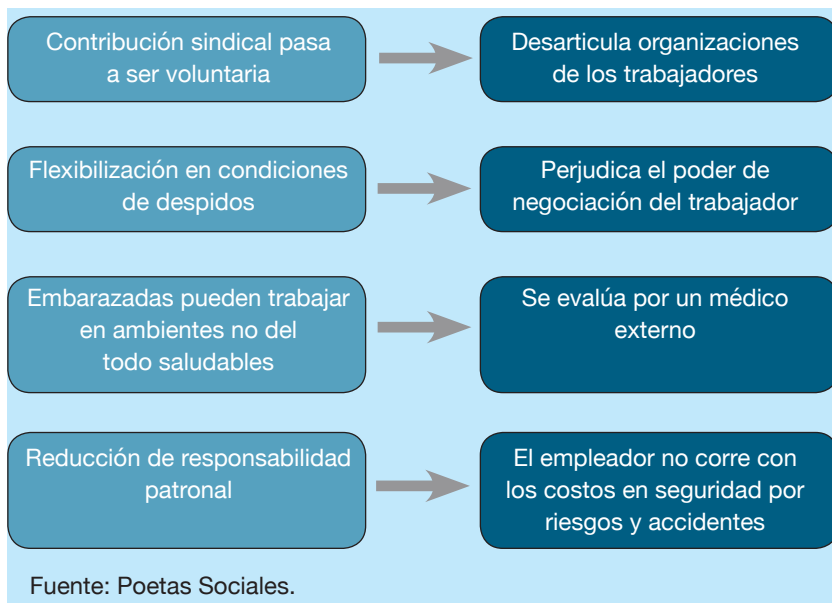 Contribución sindical pasa
a ser voluntaria
Desarticula organizaciones
de los trabajadores
Flexibilización en condiciones
de despidos
Perjudica el poder de
negociación del trabajador
Embarazadas pueden trabajar
en ambientes no del
todo saludables
Se evalúa por un médico
externo
Reducción de responsabilidad
patronal
El empleador no corre con
los costos en seguridad por
riesgos y accidentes
Fuente: Poetas Sociales.